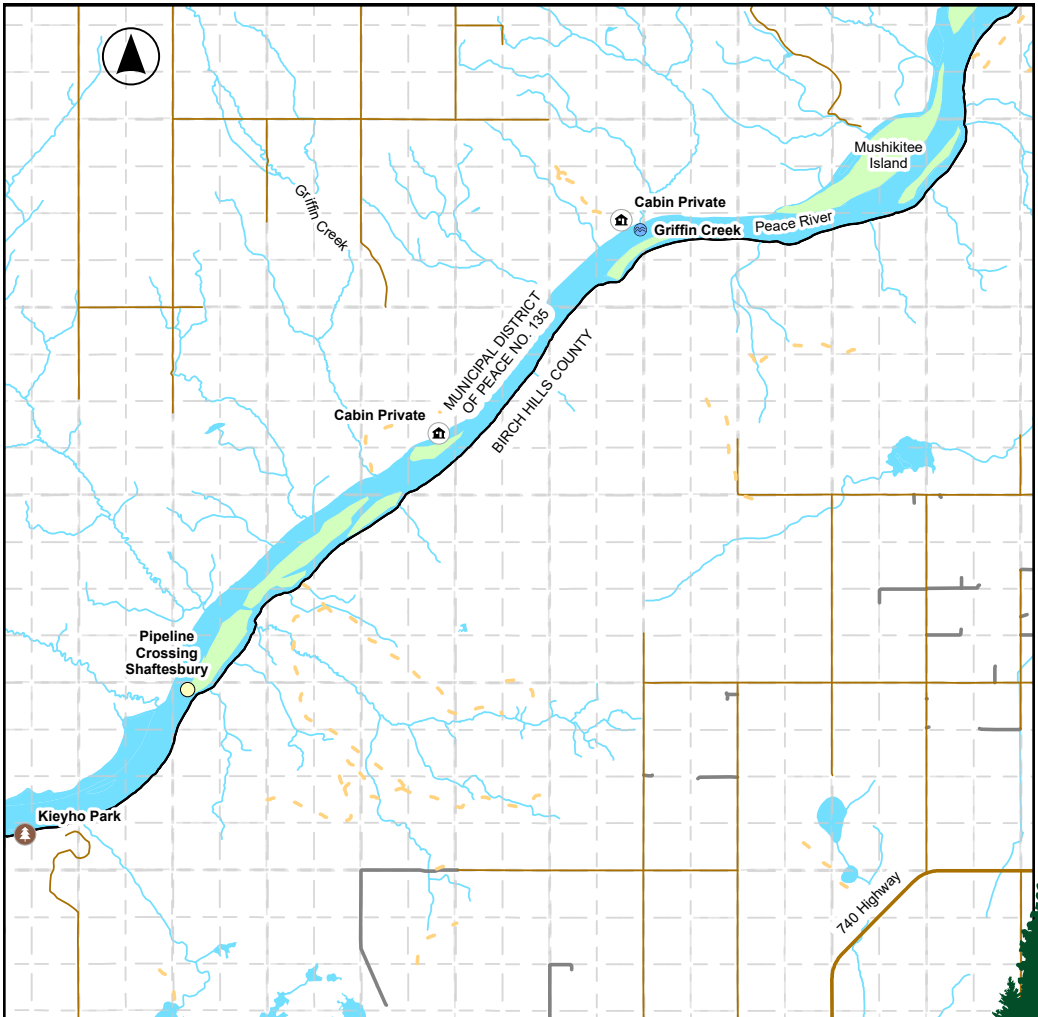 Mushikitee
Island
Griffin Creek
Cabin Private
Griffin Creek
Peace River
MUNICIPAL DISTRICT
OF PEACE NO. 135
BIRCH HILLS COUNTY
Cabin Private
Pipeline
Crossing
Shaftesbury
Kieyho Park
740 Highway